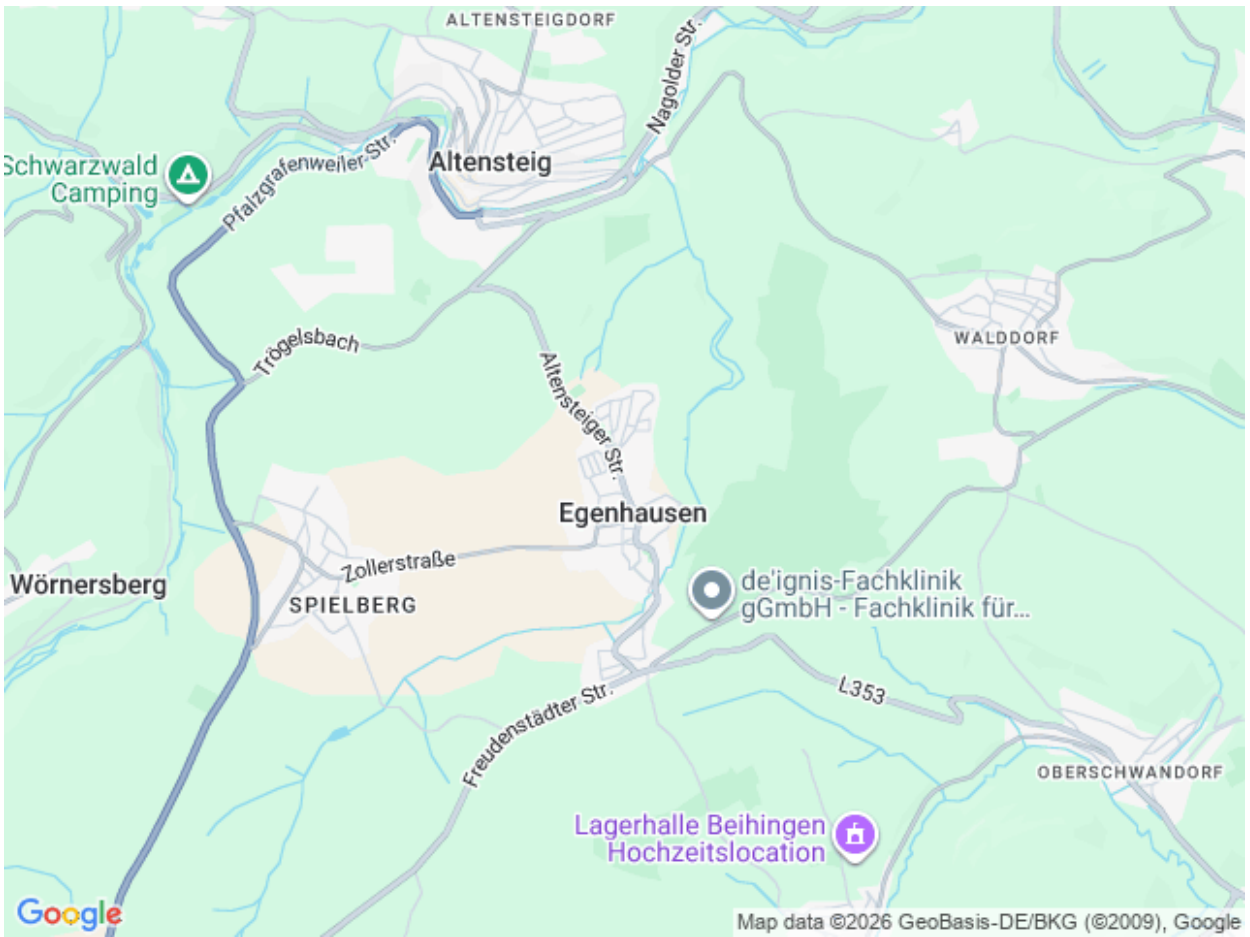 ALTENSTEIGDORF
Nagolder Str.
Schwarzwald
Camping
Pfalzgrafenweiler Str.
Altensteig
Trögelsbach
WALDDORF
Altensteiger Str.
Egenhausen
Zollerstraße
Wörnersberg
SPIELBERG
de'ignis-Fachklinik
gGmbH - Fachklinik für...
L353
Freudenstädter Str.
OBERSCHWANDORF
Lagerhalle Beihingen
Hochzeitslocation
Google
Map data ©2026 GeoBasis-DE/BKG (©2009), Google